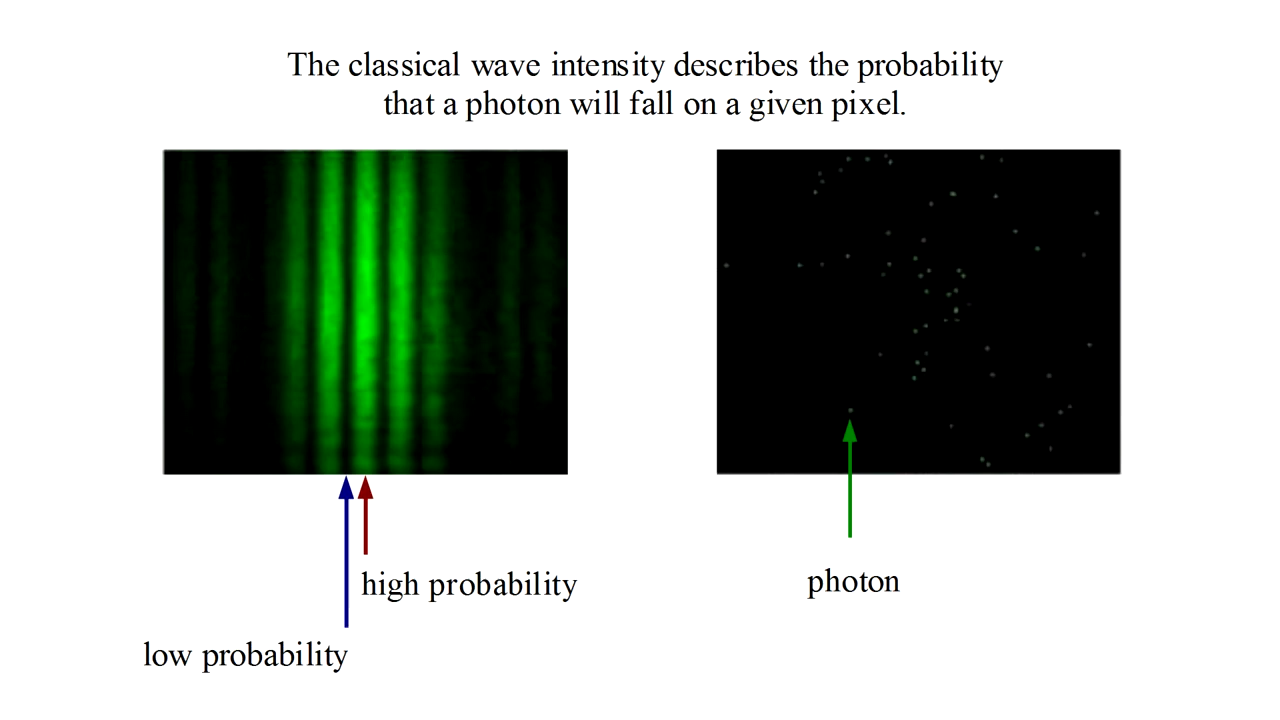 The classical wave intensity describes the probability
that a photon will fall on a given pixel.
high probability
photon
low probability